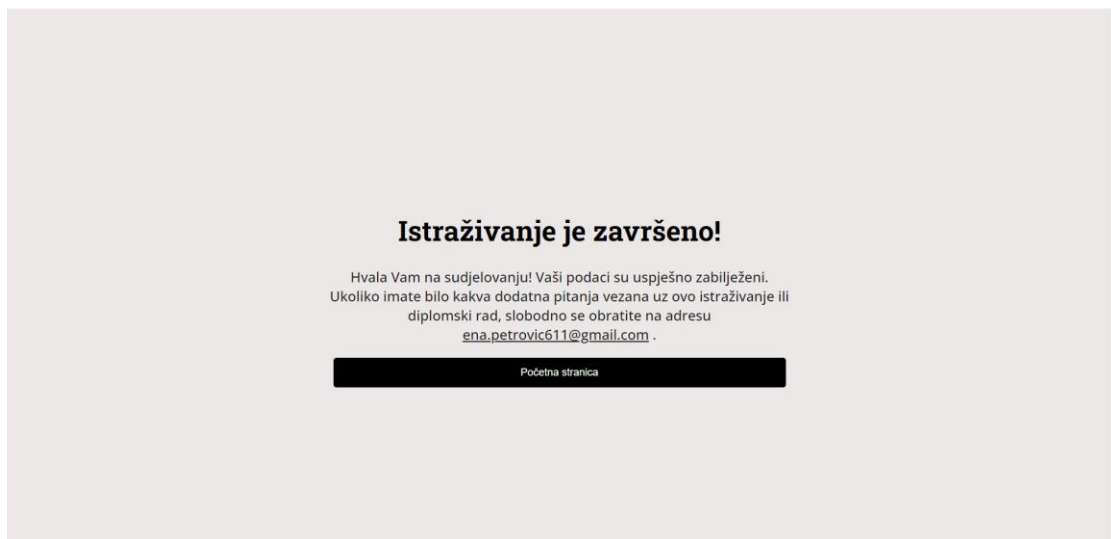 Istraživanje je završeno!
Hvala Vam na sudjelovanju! Vaši podaci su uspješno zabilježeni.
Ukoliko imate bilo kakva dodatna pitanja vezana uz ovo istraživanje ili
diplomski rad, slobodno se obratite na adresu
ena.petrovic611@gmail.com .
Početna stranica